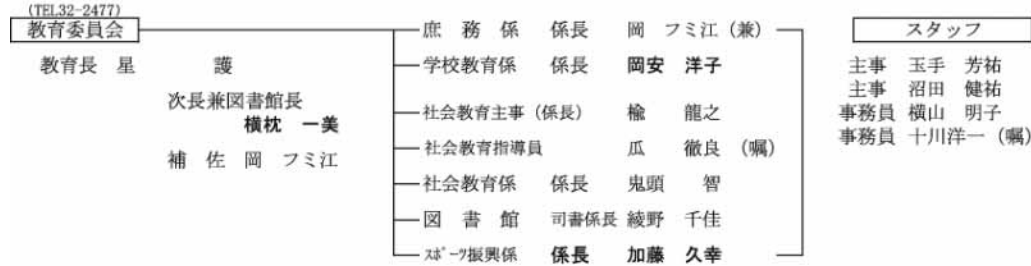 (TEL32-2477)
教育委員会
教育長 星 護
次長兼図書館長
横枕 一美
補 佐 岡 フミ江
庶 務 係 係長 岡 フミ江 (兼)
学校教育係 係長 岡安 洋子
社会教育主事 (係長) 楡 龍之
社会教育指導員 瓜 徹良 (嘱)
社会教育係 係長 鬼頭 智
図 書 館 司書係長 綾野 千佳
ｽﾎﾟｰﾂ振興係 係長 加藤 久幸
スタッフ
主事 玉手 芳祐
主事 沼田 健祐
事務員 横山 明子
事務員 十川洋一 (嘱)